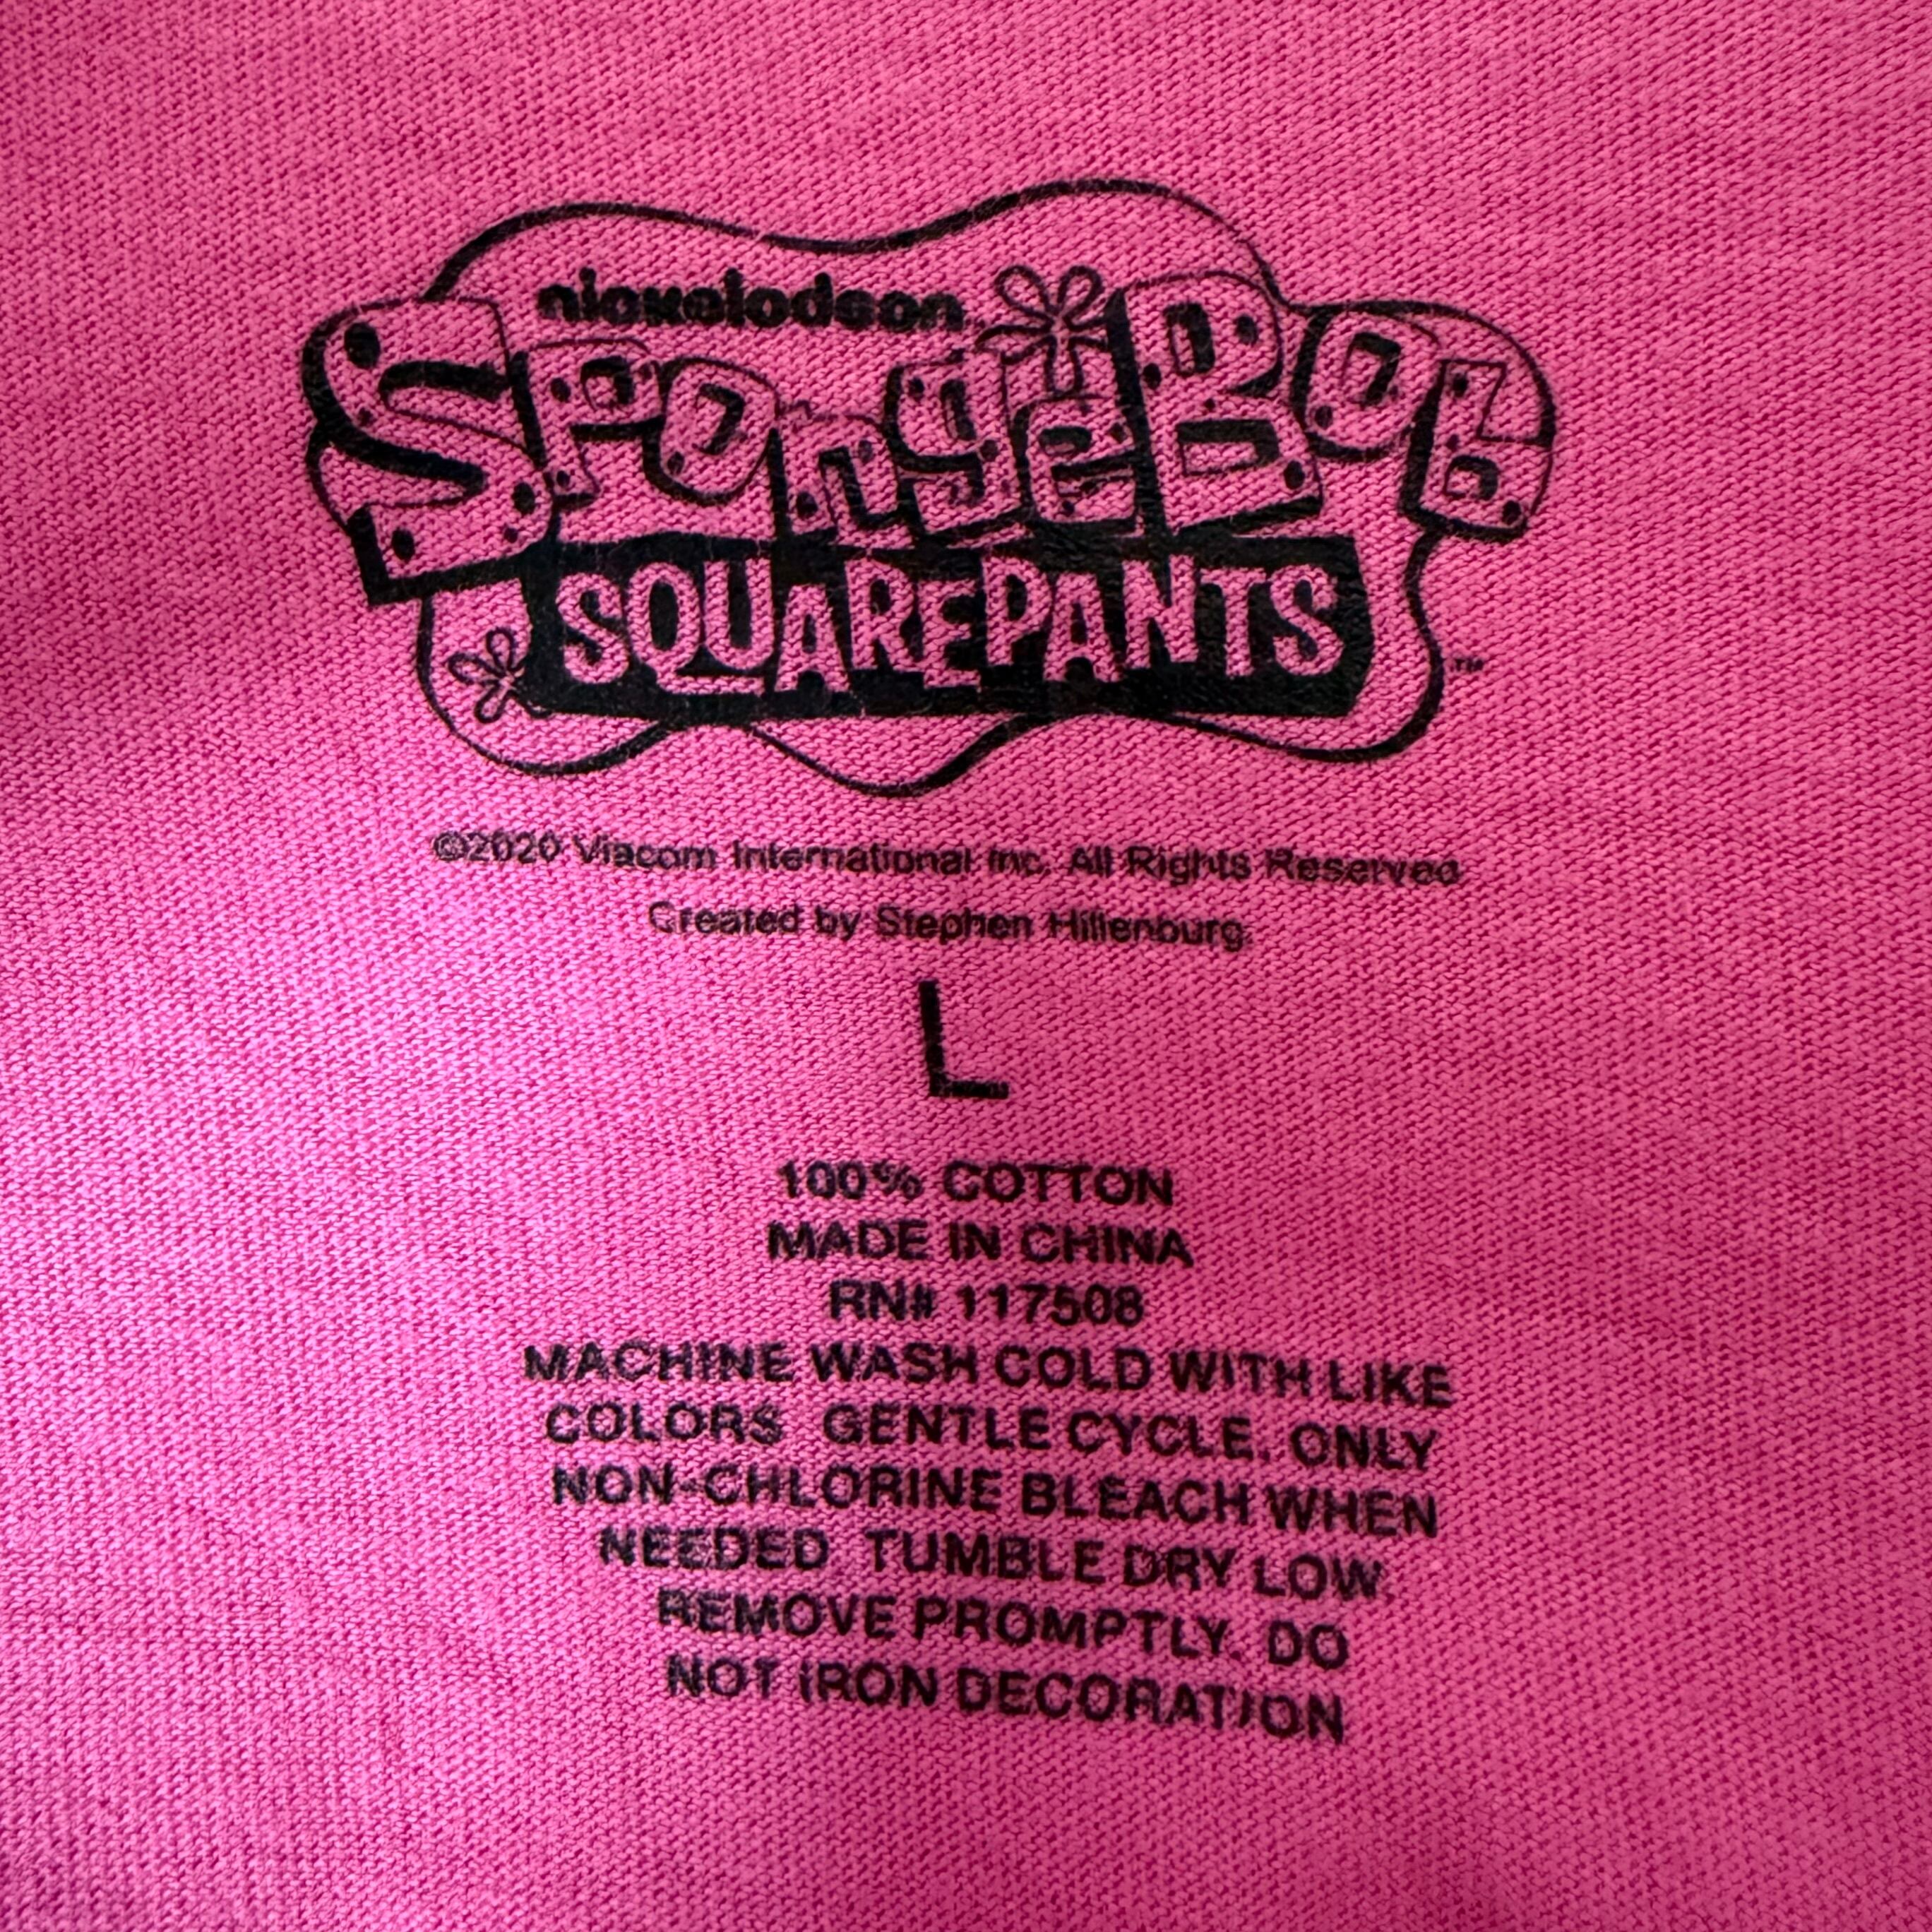 nickelodeon
SPongeBob
SQUAREPANTS
™
©2020 Viacom International Inc. All Rights Reserved
Created by Stephen Hillenburg.
L
100% COTTON
MADE IN CHINA
RN# 117508
MACHINE WASH COLD WITH LIKE
COLORS GENTLE CYCLE. ONLY
NON-CHLORINE BLEACH WHEN
NEEDED TUMBLE DRY LOW.
REMOVE PROMPTLY. DO
NOT IRON DECORATION